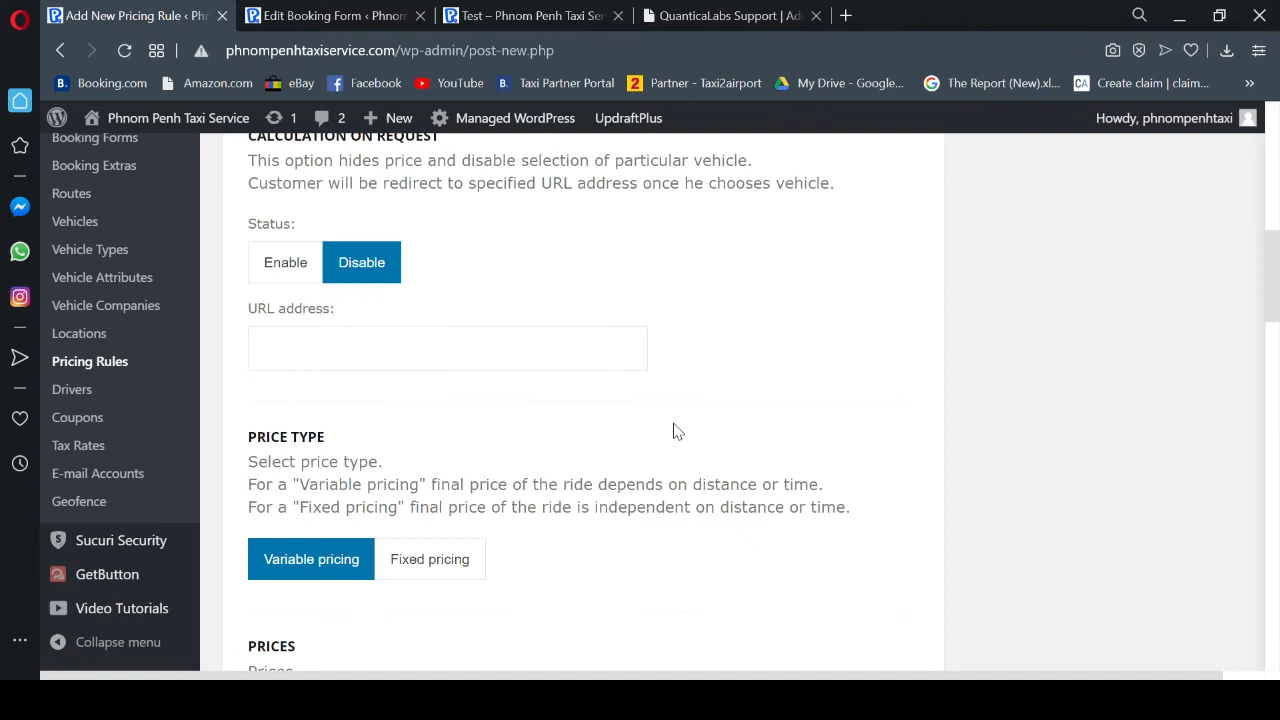 Add New Pricing Rule ‹ Ph
Edit Booking Form ‹ Phnom
Test – Phnom Penh Taxi Ser
QuanticaLabs Support | Ad
phnompenhtaxiservice.com/wp-admin/post-new.php
B. Booking.com
Amazon.com
eBay
Facebook
YouTube
B. Taxi Partner Portal
2 Partner - Taxi2airport
My Drive - Google...
The Report (New).xl...
CA Create claim | claim...
Phnom Penh Taxi Service
1
2
New
Managed WordPress
UpdraftPlus
Howdy, phnompenhtaxi
Booking Forms
Booking Extras
Routes
Vehicles
Vehicle Types
Vehicle Attributes
Vehicle Companies
Locations
Pricing Rules
Drivers
Coupons
Tax Rates
E-mail Accounts
Geofence
Sucuri Security
GetButton
Video Tutorials
Collapse menu
CALCULATION ON REQUEST
This option hides price and disable selection of particular vehicle.
Customer will be redirect to specified URL address once he chooses vehicle.
Status:
Enable
Disable
URL address:
PRICE TYPE
Select price type.
For a "Variable pricing" final price of the ride depends on distance or time.
For a "Fixed pricing" final price of the ride is independent on distance or time.
Variable pricing
Fixed pricing
PRICES
Prices